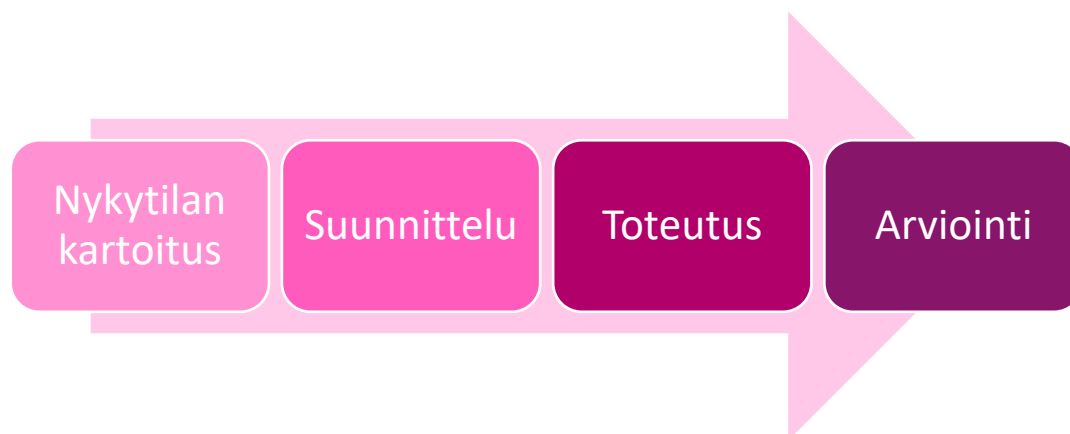 Nykytilan
kartoitus
Suunnittelu
Toteutus
Arviointi